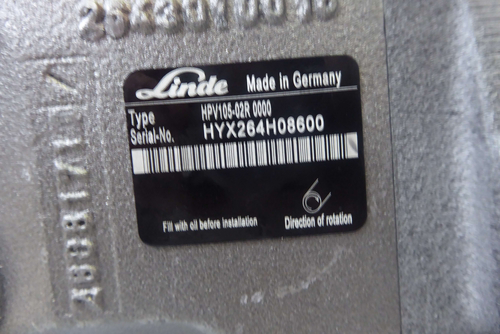 2543070090
Linde Made in Germany
Type HPV105-02R 0000
Serial-No. HYX264H08600
Fill with oil before installation
Direction of rotation